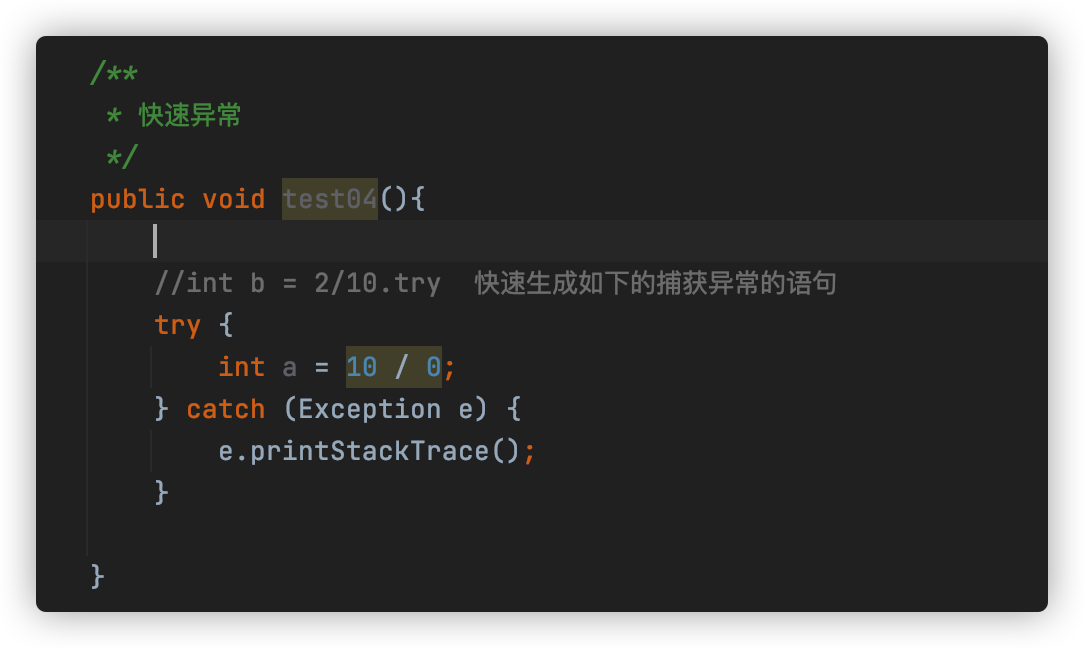 /**
 * 快速异常
 */
public void test04(){
//int b = 2/10.try  快速生成如下的捕获异常的语句
try {
int a = 10 / 0;
} catch (Exception e) {
e.printStackTrace();
}
}